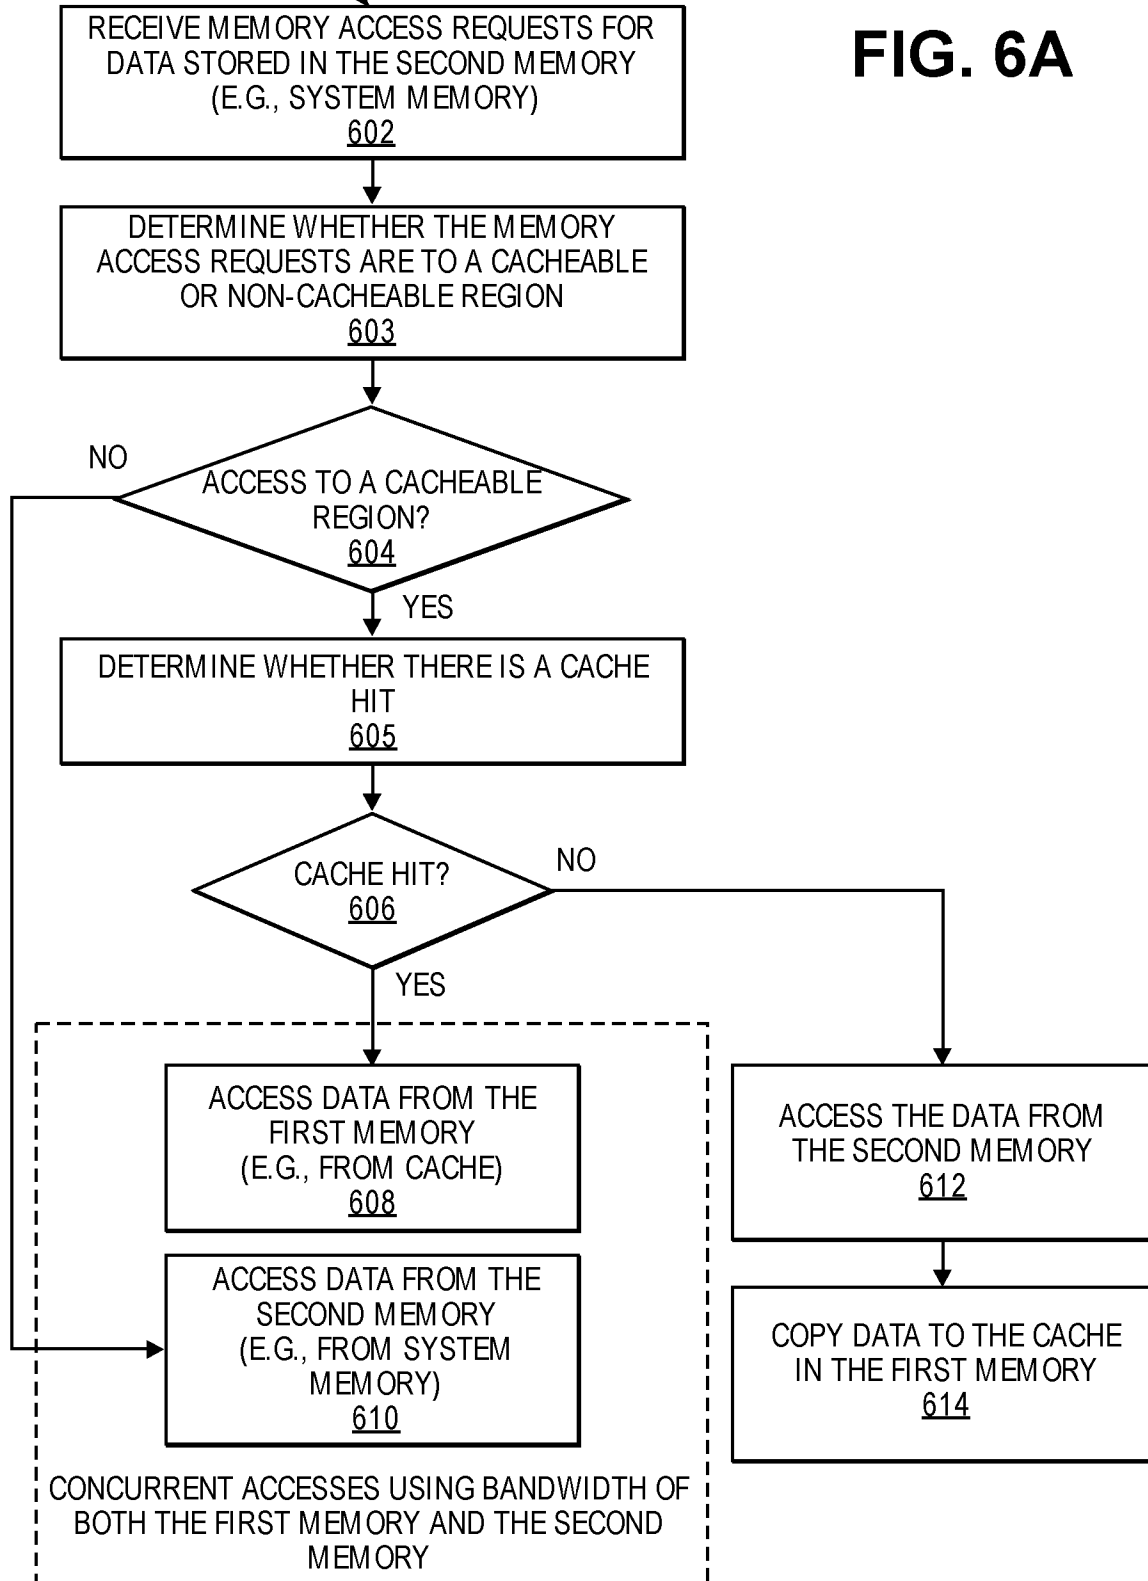 FIG. 6A
RECEIVE MEMORY ACCESS REQUESTS FOR
DATA STORED IN THE SECOND MEMORY
(E.G., SYSTEM MEMORY)
602
DETERMINE WHETHER THE MEMORY
ACCESS REQUESTS ARE TO A CACHEABLE
OR NON-CACHEABLE REGION
603
NO
ACCESS TO A CACHEABLE
REGION?
604
YES
DETERMINE WHETHER THERE IS A CACHE
HIT
605
CACHE HIT?
606
NO
YES
ACCESS DATA FROM THE
FIRST MEMORY
(E.G., FROM CACHE)
608
ACCESS DATA FROM THE
SECOND MEMORY
(E.G., FROM SYSTEM
MEMORY)
610
CONCURRENT ACCESSES USING BANDWIDTH OF
BOTH THE FIRST MEMORY AND THE SECOND
MEMORY
ACCESS THE DATA FROM
THE SECOND MEMORY
612
COPY DATA TO THE CACHE
IN THE FIRST MEMORY
614